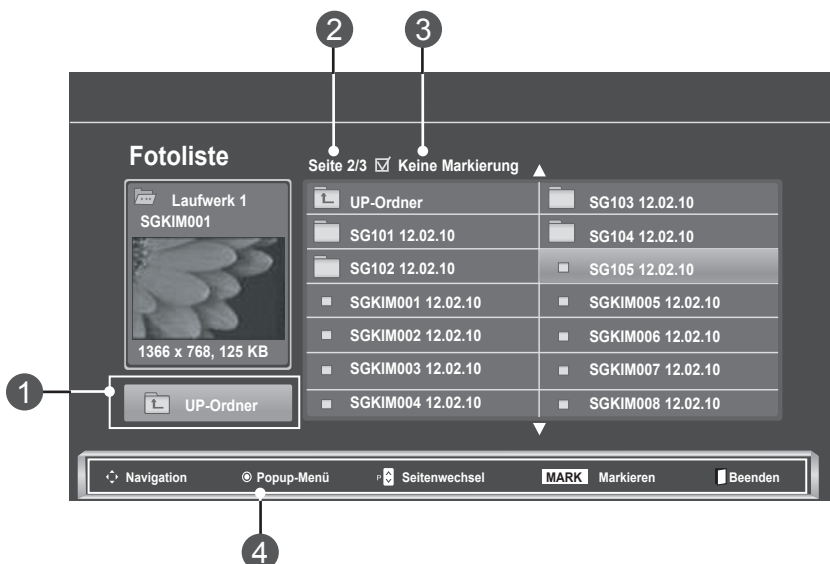 2 3
Fotoliste
Seite 2/3 Keine Markierung
Laufwerk 1
SGKIM001
1366 x 768, 125 KB
1
UP-Ordner
UP-Ordner
SG101 12.02.10
SG102 12.02.10
SGKIM001 12.02.10
SGKIM002 12.02.10
SGKIM003 12.02.10
SGKIM004 12.02.10
SG103 12.02.10
SG104 12.02.10
SG105 12.02.10
SGKIM005 12.02.10
SGKIM006 12.02.10
SGKIM007 12.02.10
SGKIM008 12.02.10
Navigation Popup-Menü P Seitenwechsel MARK Markieren Beenden
4